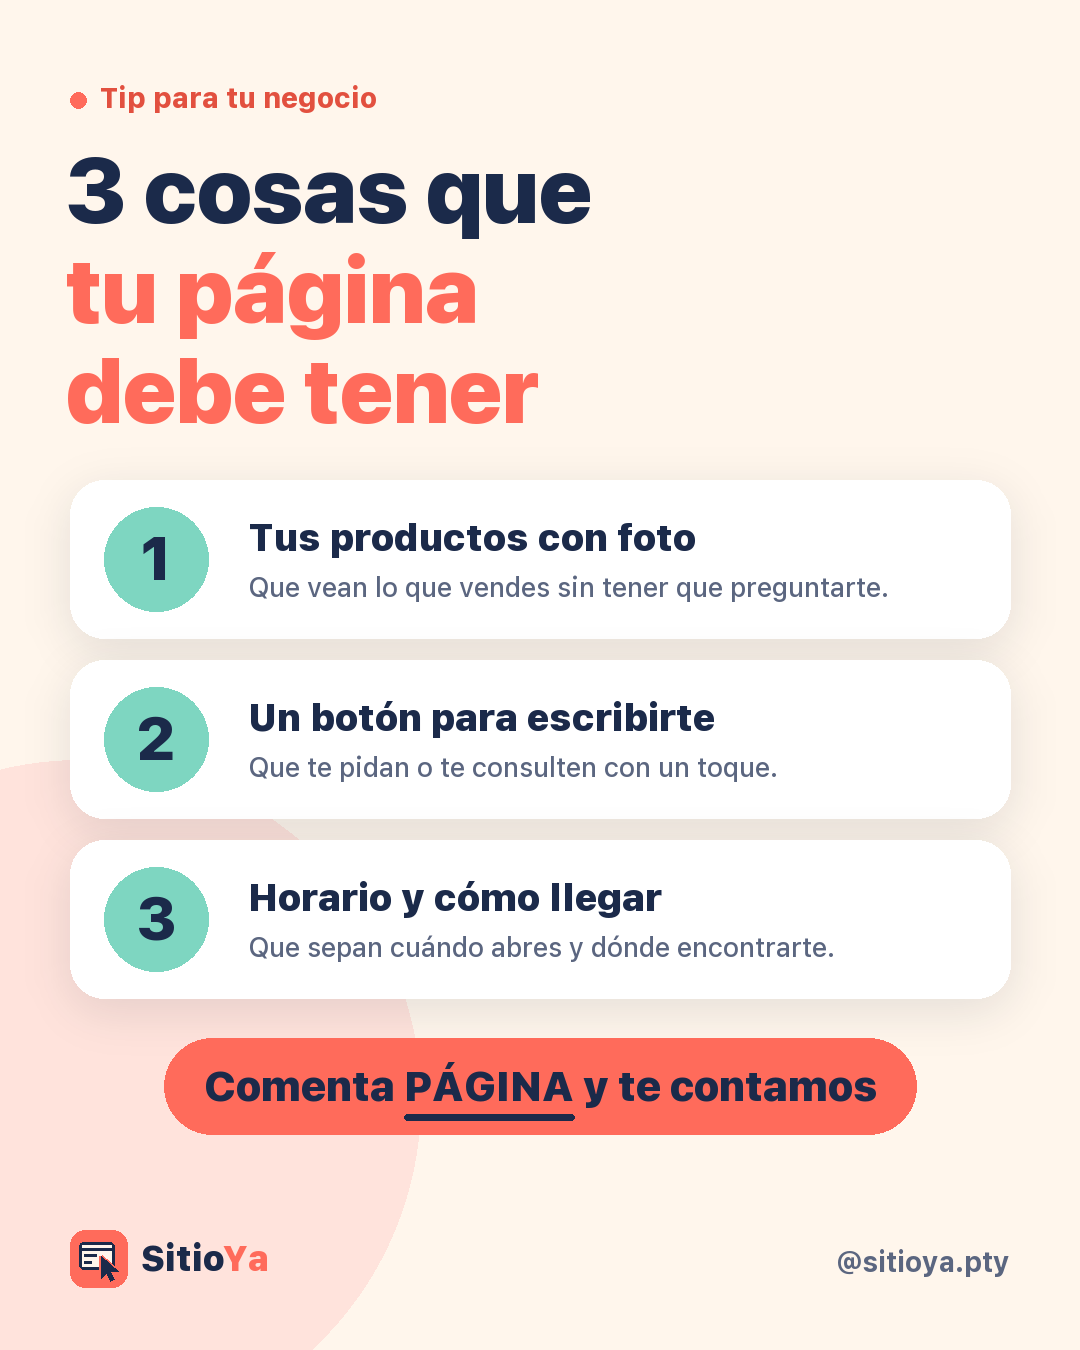 Tip para tu negocio
3 cosas que
tu página
debe tener
1
Tus productos con foto
Que vean lo que vendes sin tener que preguntarte.
2
Un botón para escribirte
Que te pidan o te consulten con un toque.
3
Horario y cómo llegar
Que sepan cuándo abres y dónde encontrarte.
Comenta PÁGINA y te contamos
SitioYa
@sitioya.pty